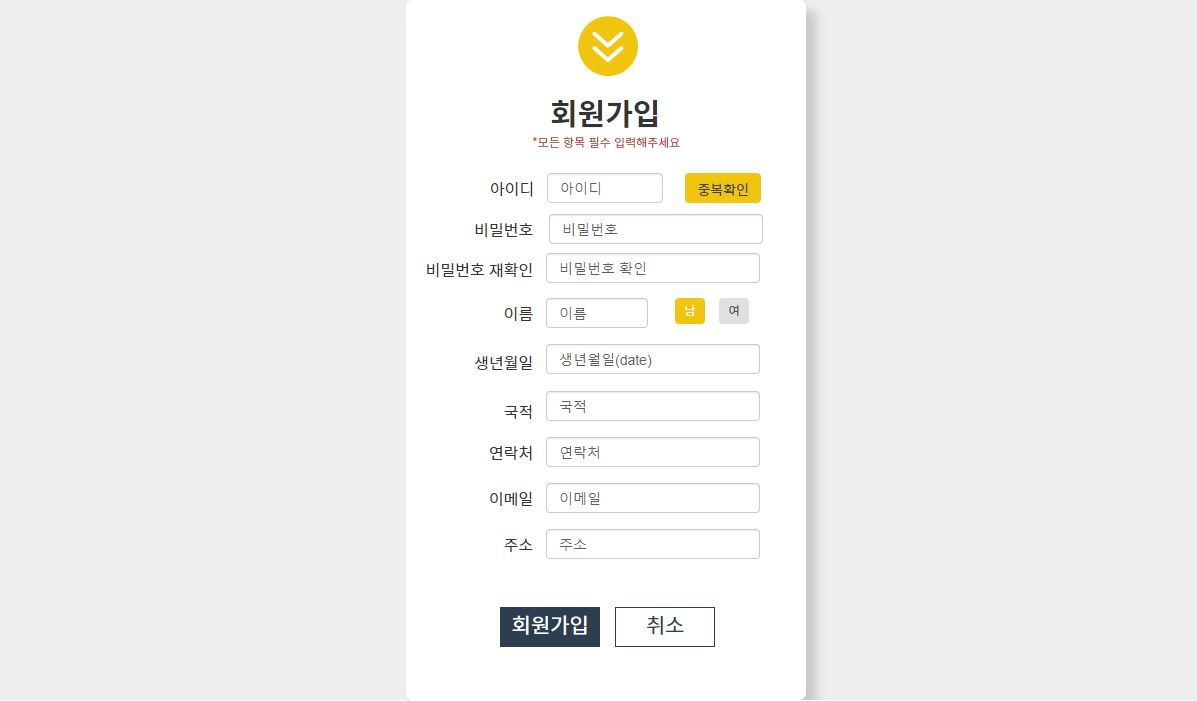 회원가입
*모든 항목 필수 입력해주세요
아이디 아이디 중복확인
비밀번호 비밀번호
비밀번호 재확인 비밀번호 확인
이름 이름 남 여
생년월일 생년월일(date)
국적 국적
연락처 연락처
이메일 이메일
주소 주소
회원가입 취소